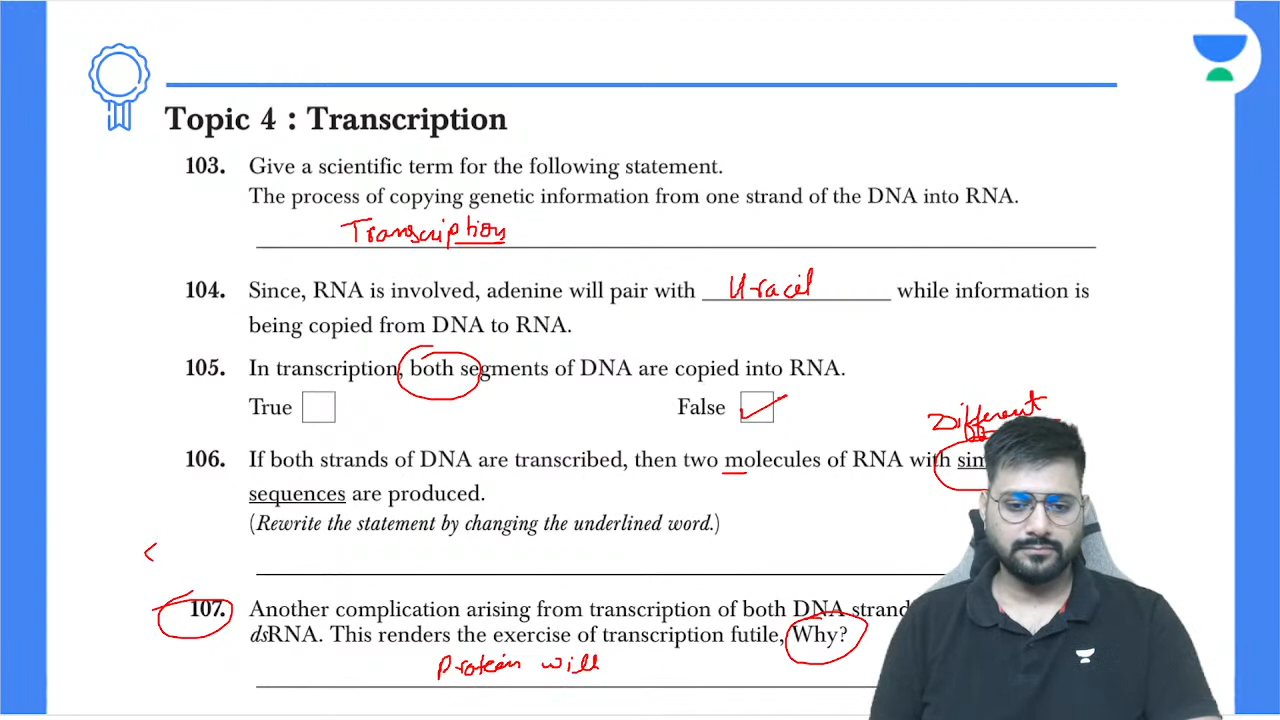 Topic 4 : Transcription
103. Give a scientific term for the following statement.
The process of copying genetic information from one strand of the DNA into RNA.
Transcription
104. Since, RNA is involved, adenine will pair with Uracil while information is
being copied from DNA to RNA.
105. In transcription, both segments of DNA are copied into RNA.
True False
Different
106. If both strands of DNA are transcribed, then two molecules of RNA with
sequences are produced.
(Rewrite the statement by changing the underlined word.)
107. Another complication arising from transcription of both DNA strand
dsRNA. This renders the exercise of transcription futile, Why?
Protein will